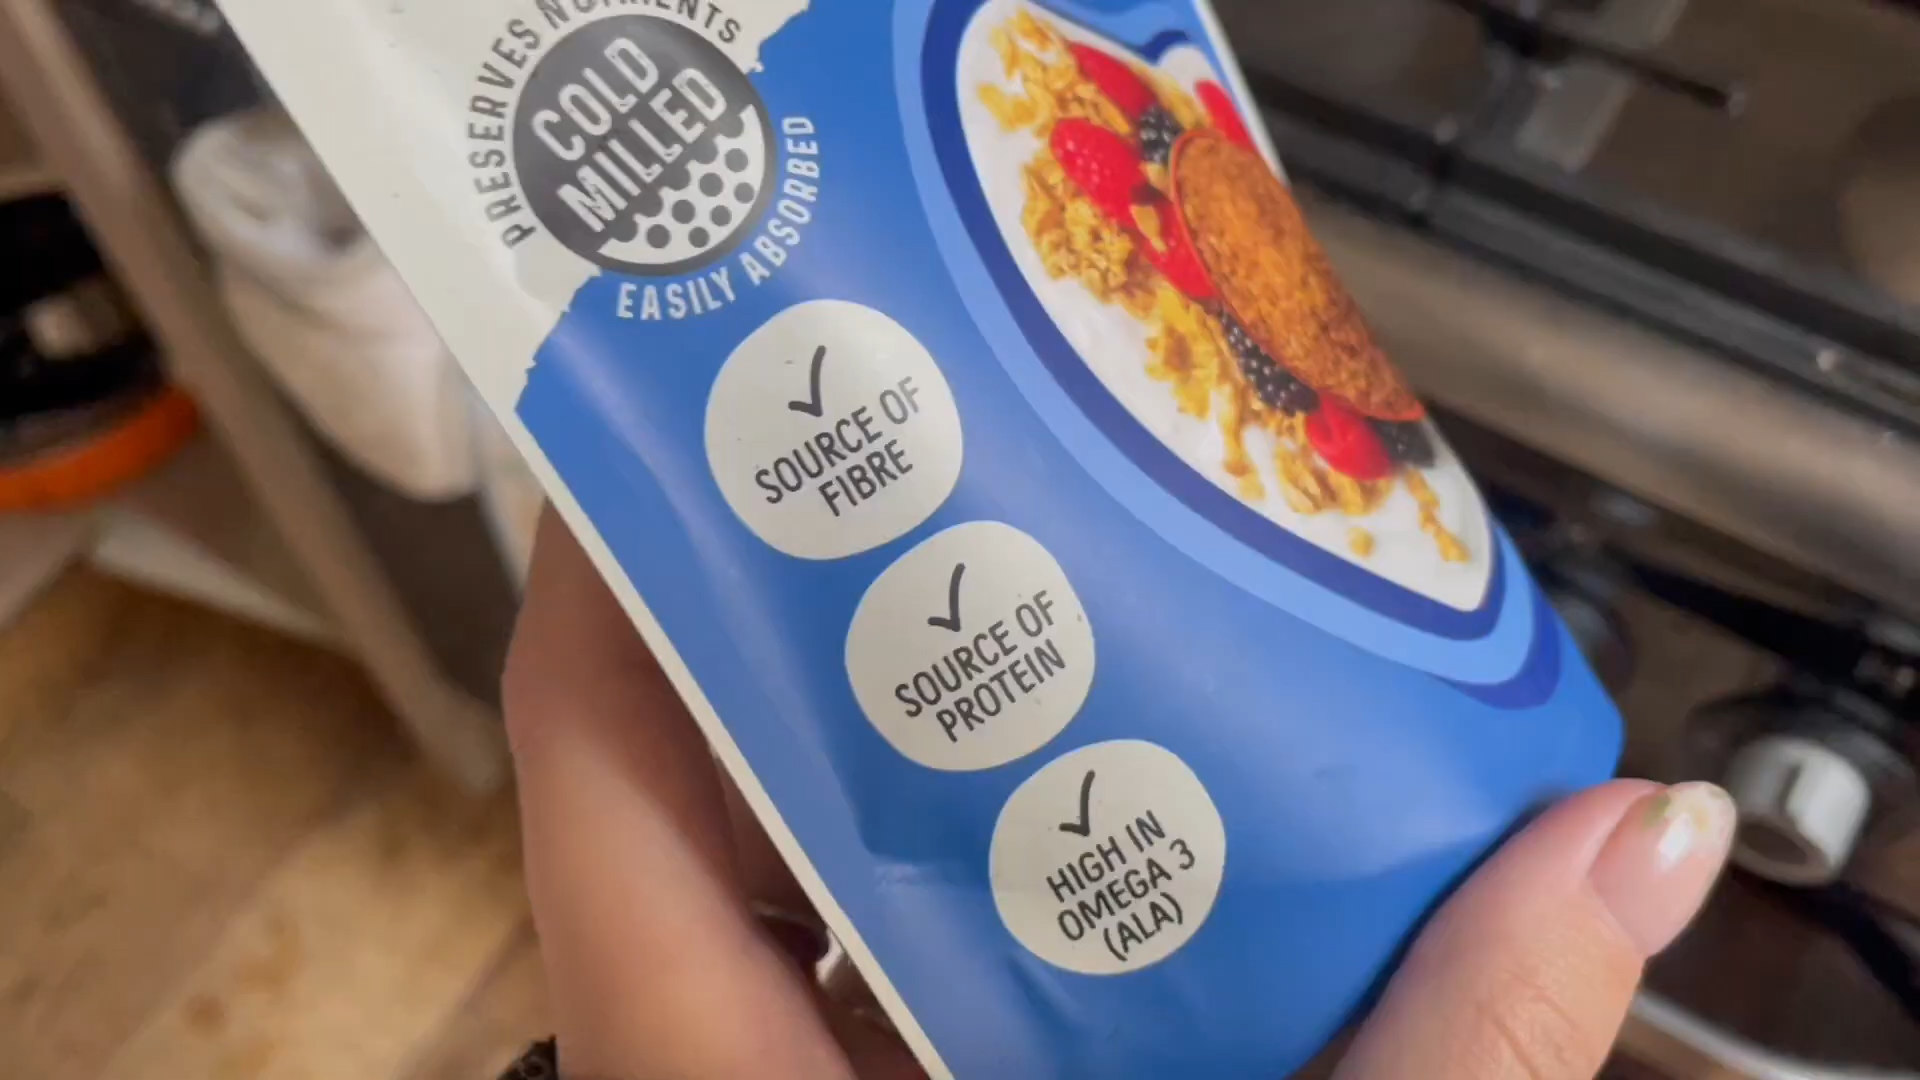 PRESERVES NUTRIENTS
COLD
MILLED
EASILY ABSORBED
SOURCE OF
FIBRE
SOURCE OF
PROTEIN
HIGH IN
OMEGA 3
(ALA)